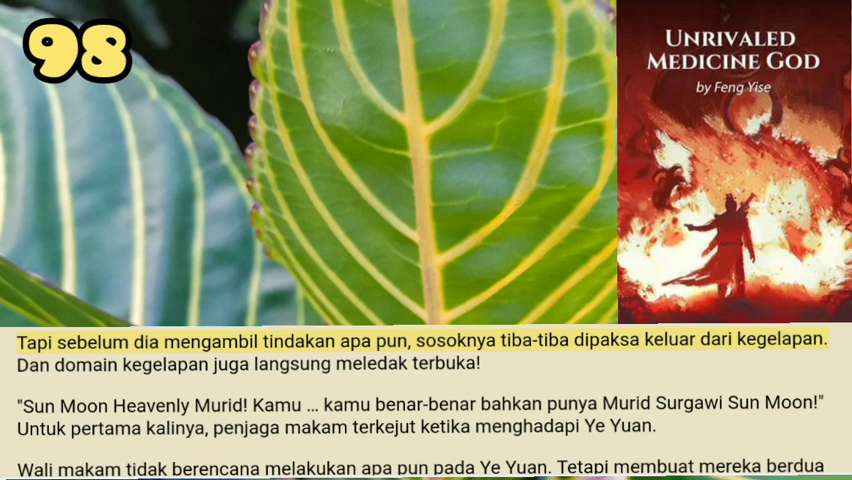 98
UNRIVALED
MEDICINE GOD
by Feng Yise
Tapi sebelum dia mengambil tindakan apa pun, sosoknya tiba-tiba dipaksa keluar dari kegelapan.
Dan domain kegelapan juga langsung meledak terbuka!
"Sun Moon Heavenly Murid! Kamu ... kamu benar-benar bahkan punya Murid Surgawi Sun Moon!"
Untuk pertama kalinya, penjaga makam terkejut ketika menghadapi Ye Yuan.
Wali makam tidak berencana melakukan apa pun pada Ye Yuan. Tetapi membuat mereka berdua